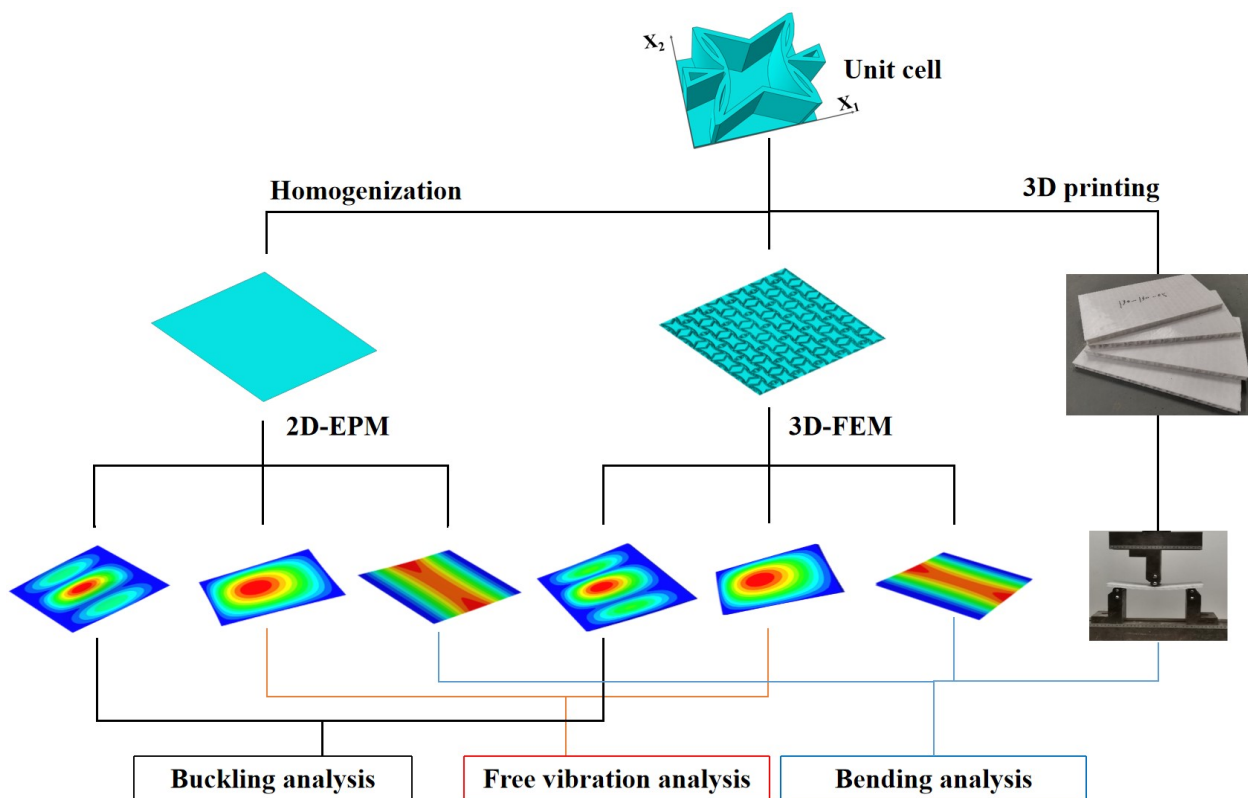 X2
Unit cell
X1
Homogenization
3D printing
2D-EPM
3D-FEM
Buckling analysis
Free vibration analysis
Bending analysis